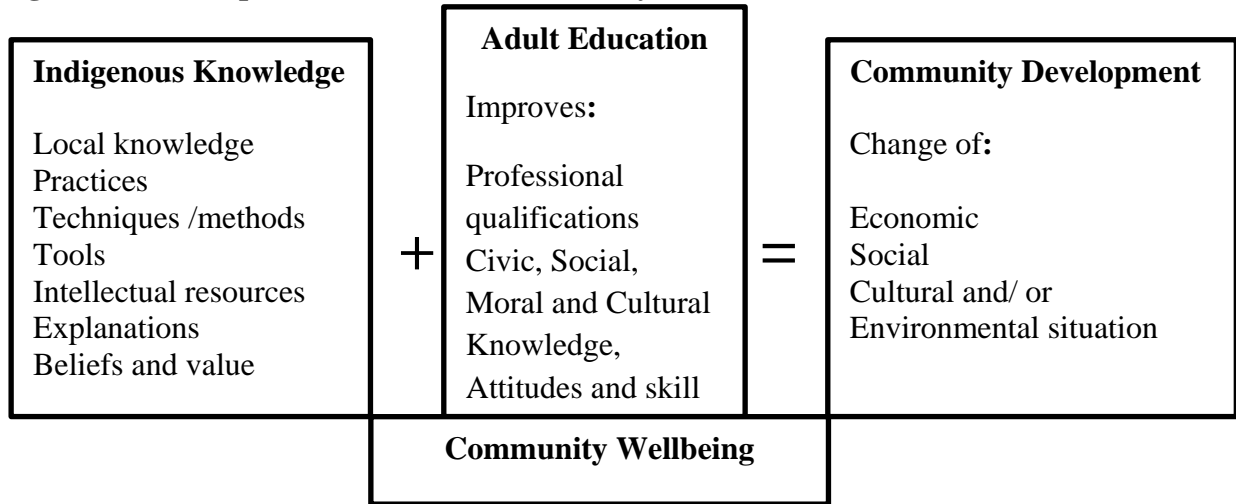 Indigenous Knowledge
Local knowledge
Practices
Techniques /methods
Tools
Intellectual resources
Explanations
Beliefs and value
+
Adult Education
Improves:
Professional
qualifications
Civic, Social,
Moral and Cultural
Knowledge,
Attitudes and skill
=
Community Development
Change of:
Economic
Social
Cultural and/ or
Environmental situation
Community Wellbeing